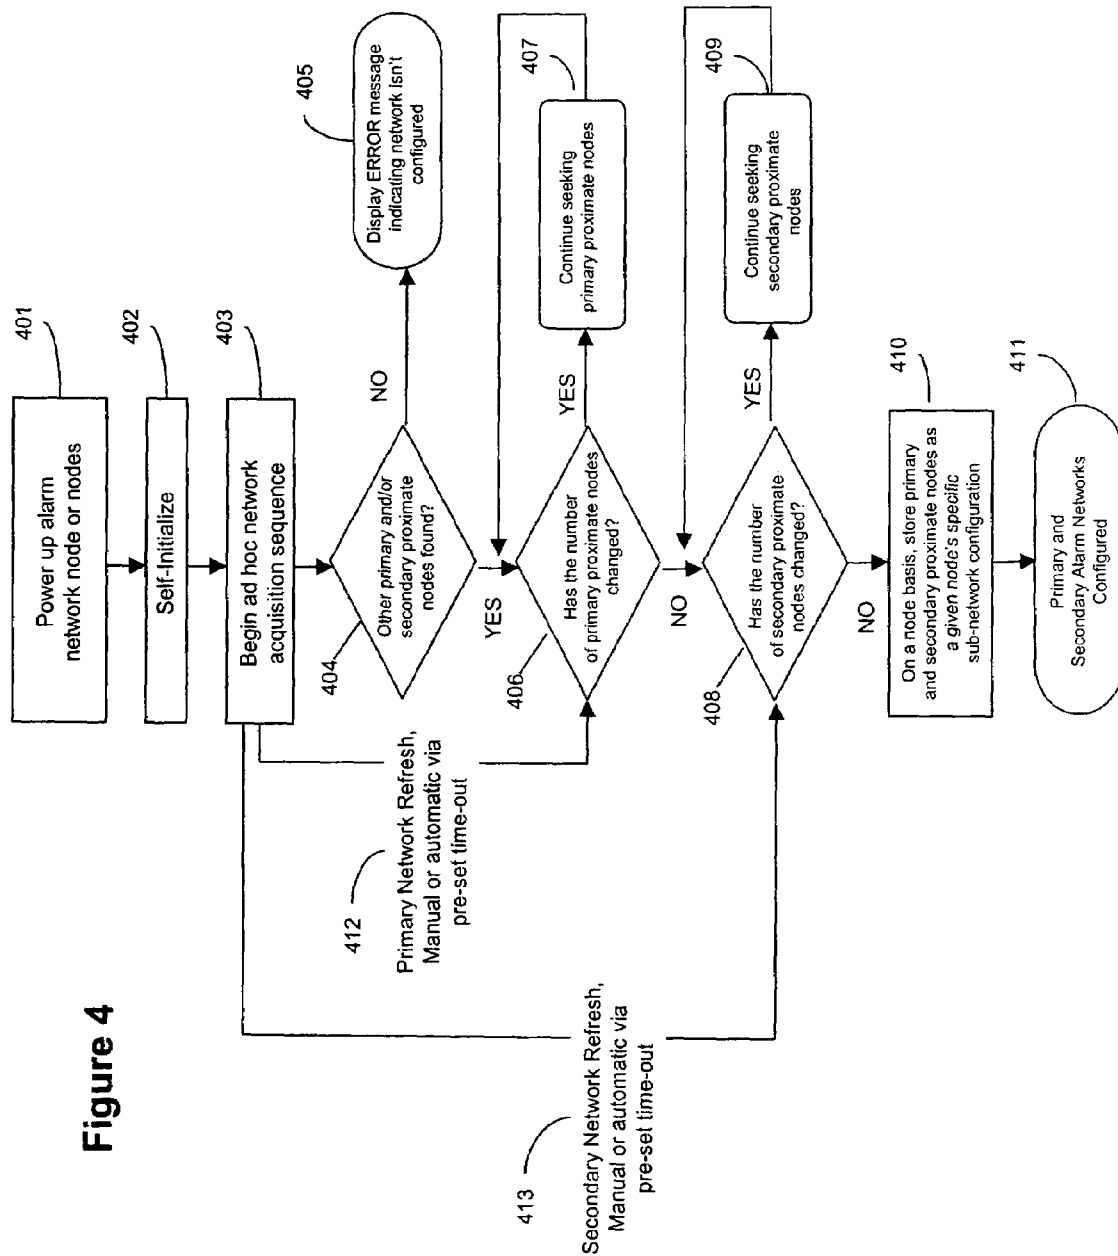 Figure 4
401
Power up alarm
network node or nodes
402
Self-Initialize
403
Begin ad hoc network
acquisition sequence
404
Other primary and/or
secondary proximate
nodes found?
NO
405
Display ERROR message
indicating network isn't
configured
YES
406
Has the number
of primary proximate nodes
changed?
YES
407
Continue seeking
primary proximate nodes
NO
408
Has the number
of secondary proximate
nodes changed?
YES
409
Continue seeking
secondary proximate
nodes
NO
410
On a node basis, store primary
and secondary proximate nodes as
a given node's specific
sub-network configuration
411
Primary and
Secondary Alarm Networks
Configured
412
Primary Network Refresh,
Manual or automatic via
pre-set time-out
413
Secondary Network Refresh,
Manual or automatic via
pre-set time-out